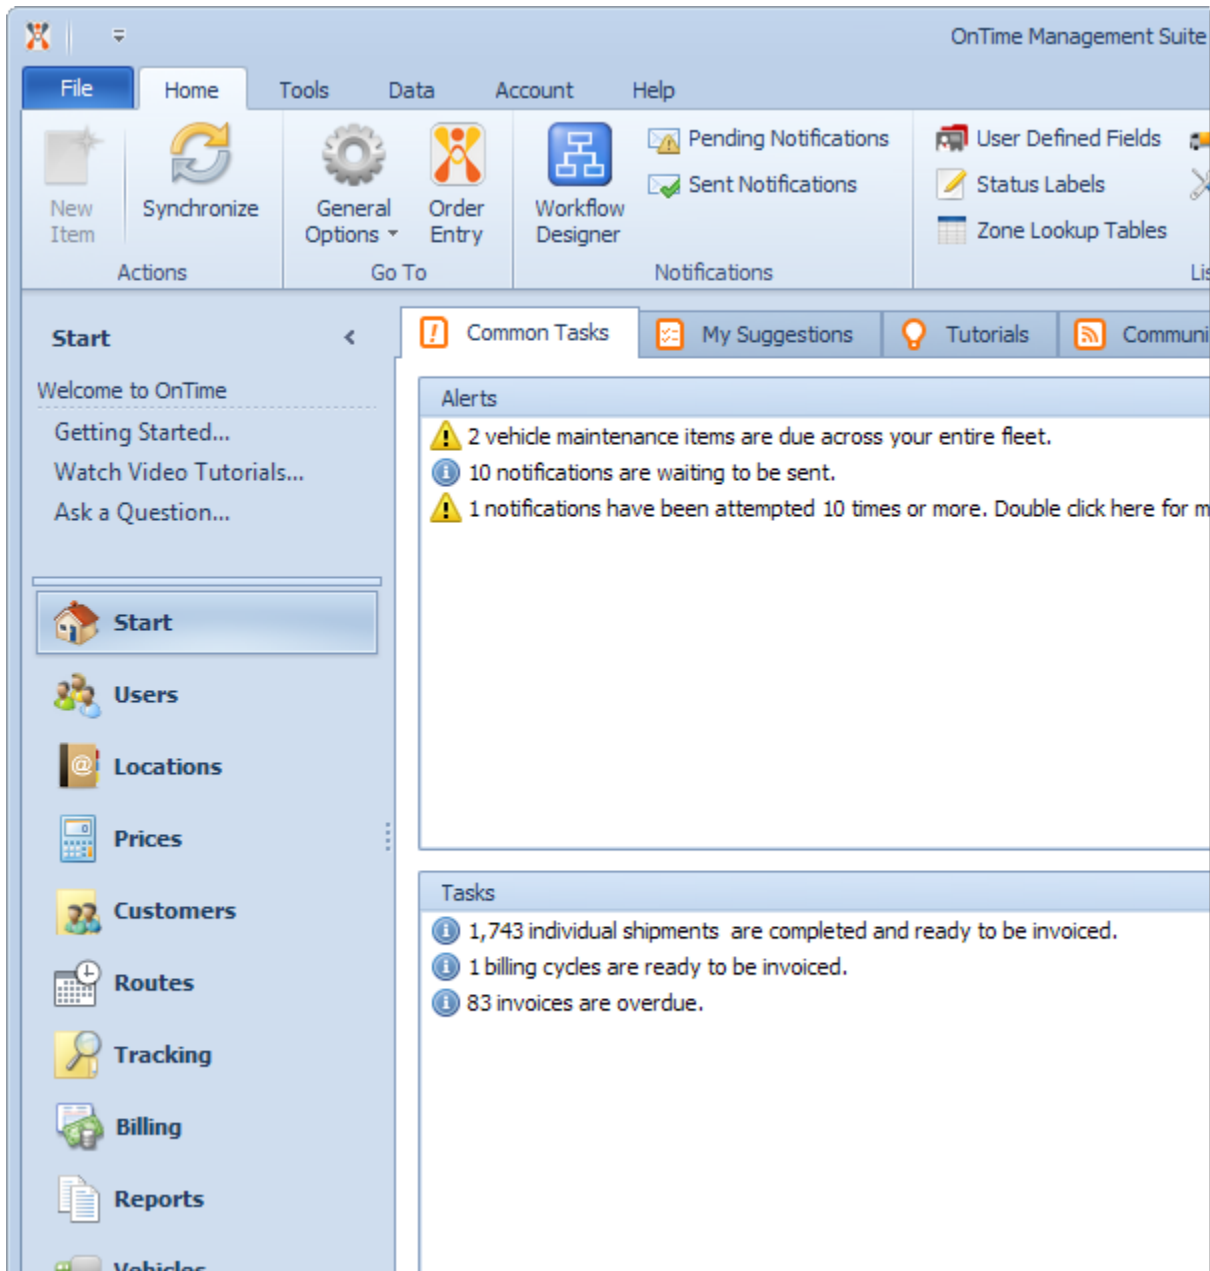 OnTime Management Suite
File Home Tools Data Account Help
New Item
Synchronize
General Options
Order Entry
Workflow Designer
Pending Notifications
Sent Notifications
User Defined Fields
Status Labels
Zone Lookup Tables
Actions Go To Notifications
Start
Common Tasks My Suggestions Tutorials
Welcome to OnTime
Getting Started...
Watch Video Tutorials...
Ask a Question...
Start
Users
Locations
Prices
Customers
Routes
Tracking
Billing
Reports
Vehicles
Alerts
2 vehicle maintenance items are due across your entire fleet.
10 notifications are waiting to be sent.
1 notifications have been attempted 10 times or more. Double click here for
Tasks
1,743 individual shipments  are completed and ready to be invoiced.
1 billing cycles are ready to be invoiced.
83 invoices are overdue.